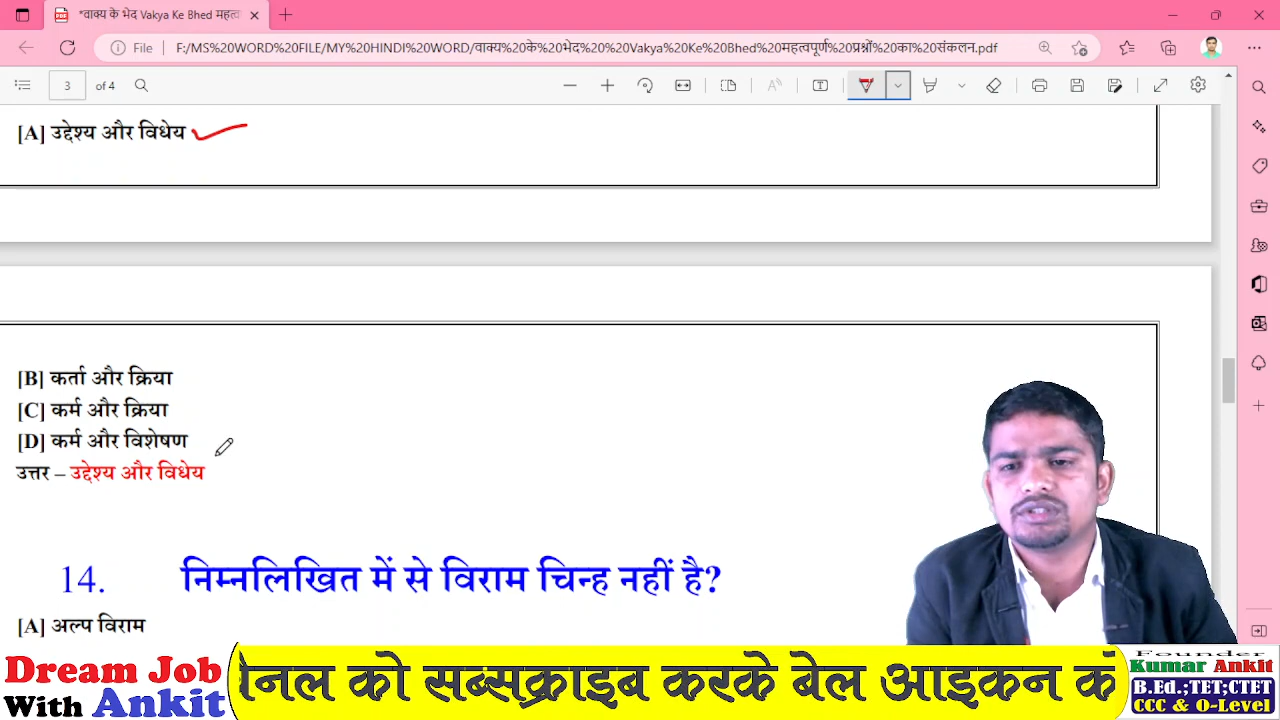 *वाक्य के भेद Vakya Ke Bhed महत्व
File
F:/MS%20WORD%20FILE/MY%20HINDI%20WORD/वाक्य%20के%20भेद%20%20Vakya%20Ke%20Bhed%20महत्वपूर्ण%20प्रश्नों%20का%20संकलन.pdf
3 of 4
[A] उद्देश्य और विधेय
[B] कर्ता और क्रिया
[C] कर्म और क्रिया
[D] कर्म और विशेषण
उत्तर – उद्देश्य और विधेय
14. निम्नलिखित में से विराम चिन्ह नहीं है?
[A] अल्प विराम
Dream Job
With Ankit
को सब्सक्राइब करके बेल आइकन
Founder
Kumar Ankit
B.Ed.;TET;CTET
CCC & O-Level